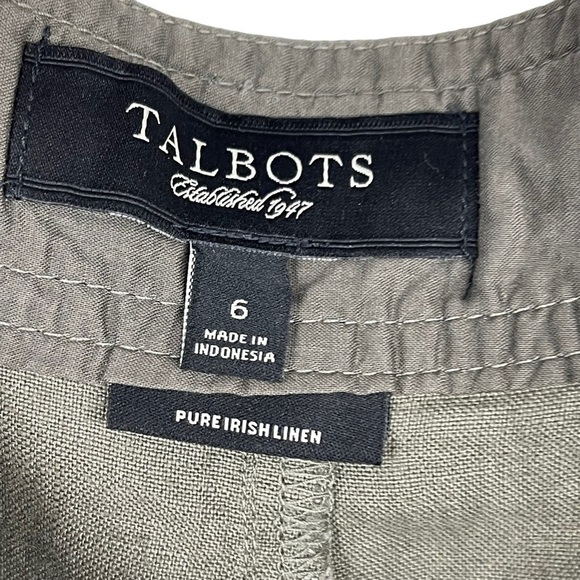 TALBOTS
Established 1947
6
MADE IN
INDONESIA
PURE IRISH LINEN